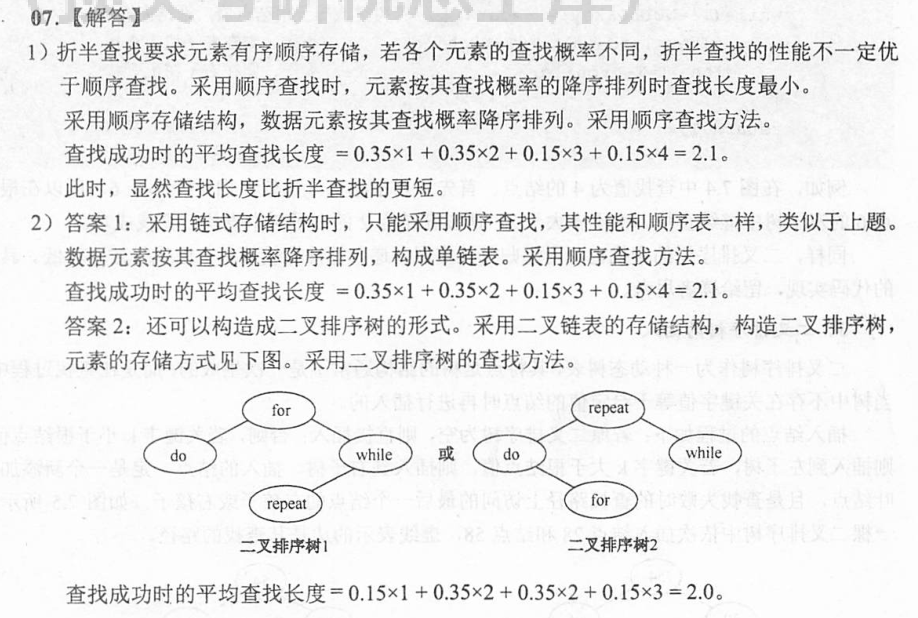 07.【解答】
1）折半查找要求元素有序顺序存储，若各个元素的查找概率不同，折半查找的性能不一定优
于顺序查找。采用顺序查找时，元素按其查找概率的降序排列时查找长度最小。
采用顺序存储结构，数据元素按其查找概率降序排列。采用顺序查找方法。
查找成功时的平均查找长度 = 0.35×1 + 0.35×2 + 0.15×3 + 0.15×4 = 2.1。
此时，显然查找长度比折半查找的更短。
2）答案 1：采用链式存储结构时，只能采用顺序查找，其性能和顺序表一样，类似于上题。
数据元素按其查找概率降序排列，构成单链表。采用顺序查找方法。
查找成功时的平均查找长度 = 0.35×1 + 0.35×2 + 0.15×3 + 0.15×4 = 2.1。
答案 2：还可以构造成二叉排序树的形式。采用二叉链表的存储结构，构造二叉排序树，
元素的存储方式见下图。采用二叉排序树的查找方法。
for
repeat
do
while
或
do
while
repeat
for
二叉排序树1
二叉排序树2
查找成功时的平均查找长度 = 0.15×1 + 0.35×2 + 0.35×2 + 0.15×3 = 2.0。